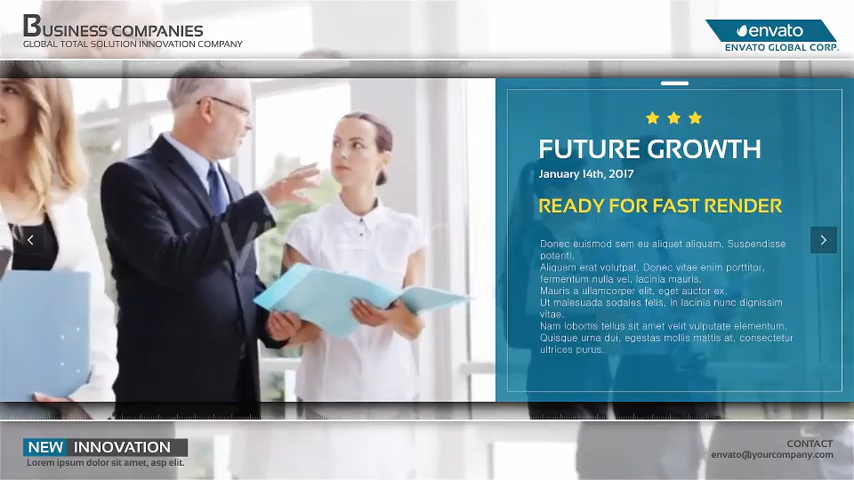 BUSINESS COMPANIES
GLOBAL TOTAL SOLUTION INNOVATION COMPANY
envato
ENVATO GLOBAL CORP.
FUTURE GROWTH
January 14th, 2017
READY FOR FAST RENDER
Donec euismod sem eu aliquet aliquam. Suspendisse
potenti.
Aliquam erat volutpat. Donec vitae enim porttitor,
fermentum nulla vel, lacinia mauris.
Mauris a ullamcorper elit, eget auctor ex.
Ut malesuada sodales felis, in lacinia nunc dignissim
vitae.
Nam lobortis tellus sit amet velit vulputate elementum.
Quisque urna dui, egestas mollis mattis at, consectetur
ultrices purus.
NEW INNOVATION
Lorem ipsum dolor sit amet, asp elit.
CONTACT
envato@yourcompany.com